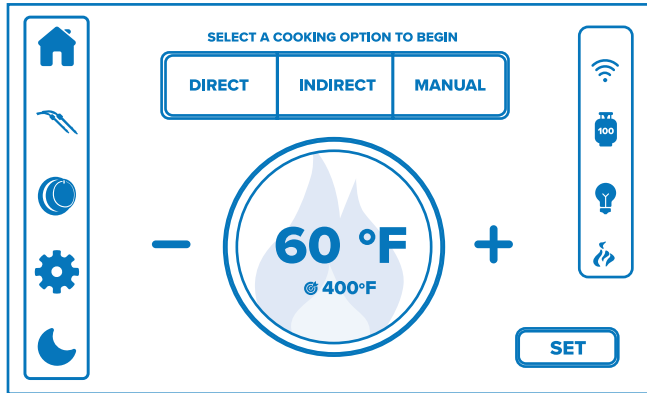 SELECT A COOKING OPTION TO BEGIN
DIRECT INDIRECT MANUAL
100
60 °F
400°F
SET